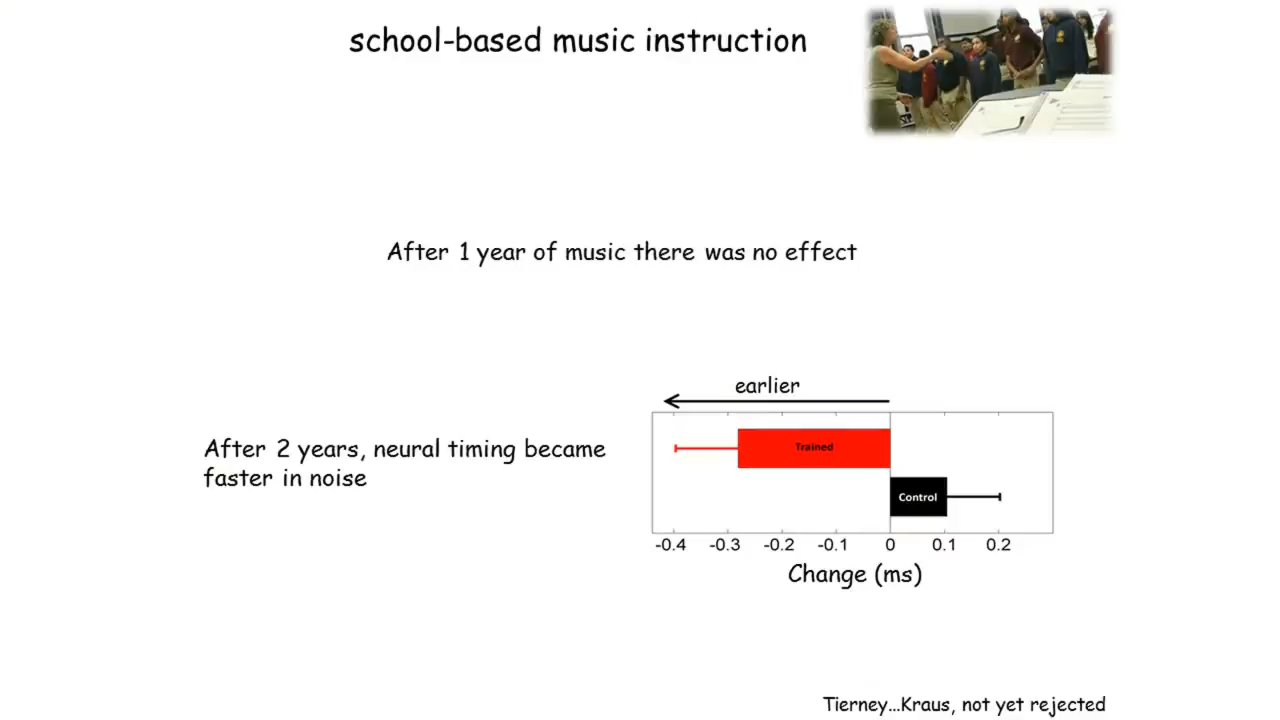 school-based music instruction
After 1 year of music there was no effect
After 2 years, neural timing became
faster in noise
earlier
Trained
Control
-0.4 -0.3 -0.2 -0.1 0 0.1 0.2
Change (ms)
Tierney...Kraus, not yet rejected